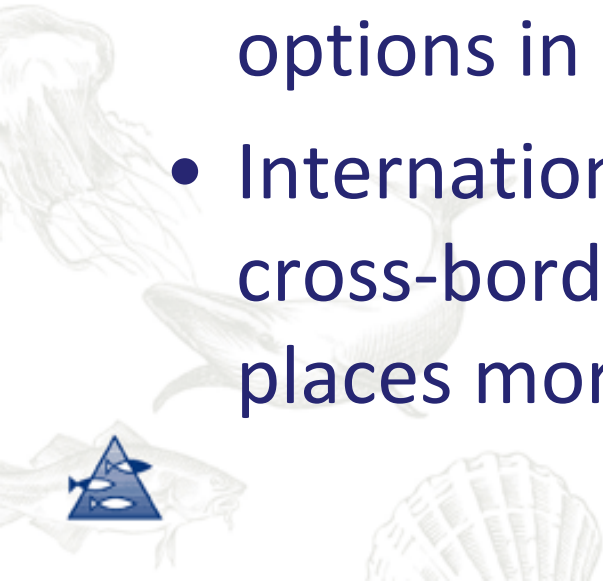 options in
• Internation
cross-bord
places mor